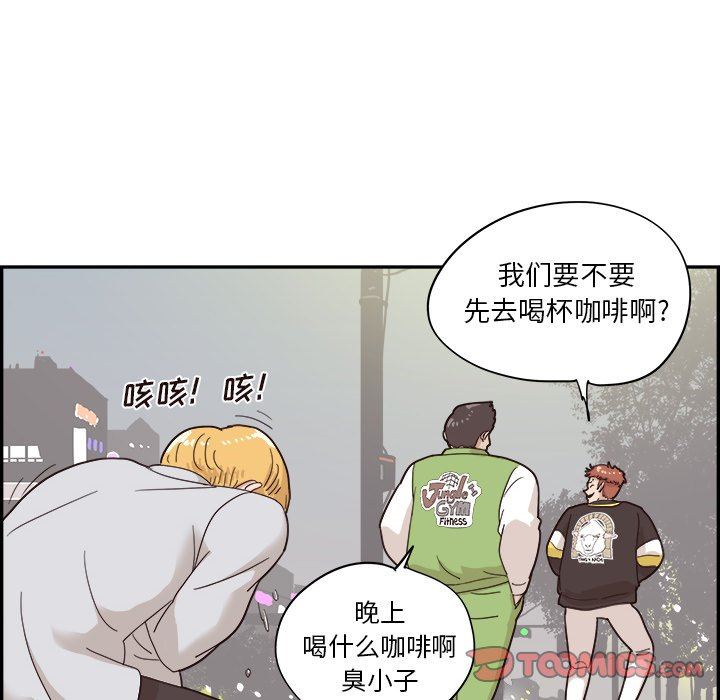 我们要不要
先去喝杯咖啡啊?
咳咳! 咳!
Jungle
GYM
Fitness
晚上
喝什么咖啡啊
臭小子
TOOMICS.COM